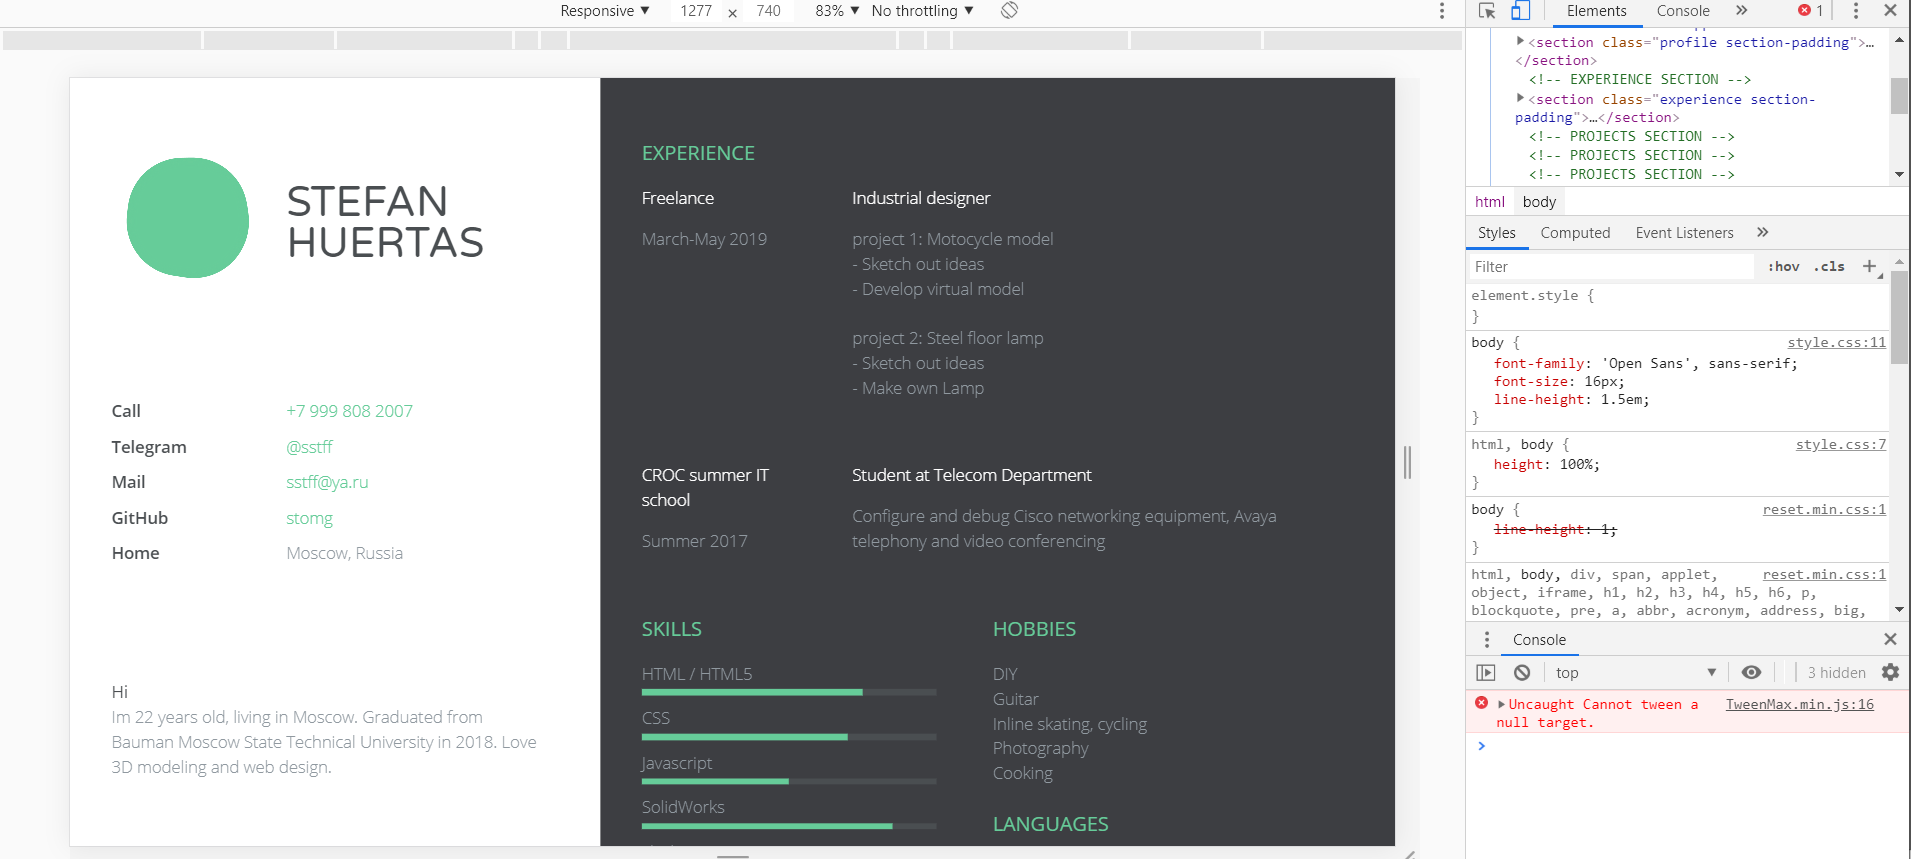 Responsive ▼ 1277 × 740 83% ▼ No throttling ▼
STEFAN
HUERTAS
Call +7 999 808 2007
Telegram @sstff
Mail sstff@ya.ru
GitHub stomg
Home Moscow, Russia
Hi
Im 22 years old, living in Moscow. Graduated from
Bauman Moscow State Technical University in 2018. Love
3D modeling and web design.
EXPERIENCE
Freelance
March-May 2019
Industrial designer
project 1: Motocycle model
- Sketch out ideas
- Develop virtual model
project 2: Steel floor lamp
- Sketch out ideas
- Make own Lamp
CROC summer IT
school
Summer 2017
Student at Telecom Department
Configure and debug Cisco networking equipment, Avaya
telephony and video conferencing
SKILLS
HTML / HTML5
CSS
Javascript
SolidWorks
HOBBIES
DIY
Guitar
Inline skating, cycling
Photography
Cooking
LANGUAGES
Elements Console » 1
<section class="profile section-padding">…
</section>
<!-- EXPERIENCE SECTION -->
<section class="experience section-
padding">…</section>
<!-- PROJECTS SECTION -->
<!-- PROJECTS SECTION -->
<!-- PROJECTS SECTION -->
html body
Styles Computed Event Listeners »
Filter :hov .cls +
element.style {
}
body { style.css:11
font-family: 'Open Sans', sans-serif;
font-size: 16px;
line-height: 1.5em;
}
html, body { style.css:7
height: 100%;
}
body { reset.min.css:1
line-height: 1;
}
html, body, div, span, applet, reset.min.css:1
object, iframe, h1, h2, h3, h4, h5, h6, p,
blockquote, pre, a, abbr, acronym, address, big,
Console
top ▼ 3 hidden
Uncaught Cannot tween a TweenMax.min.js:16
null target.